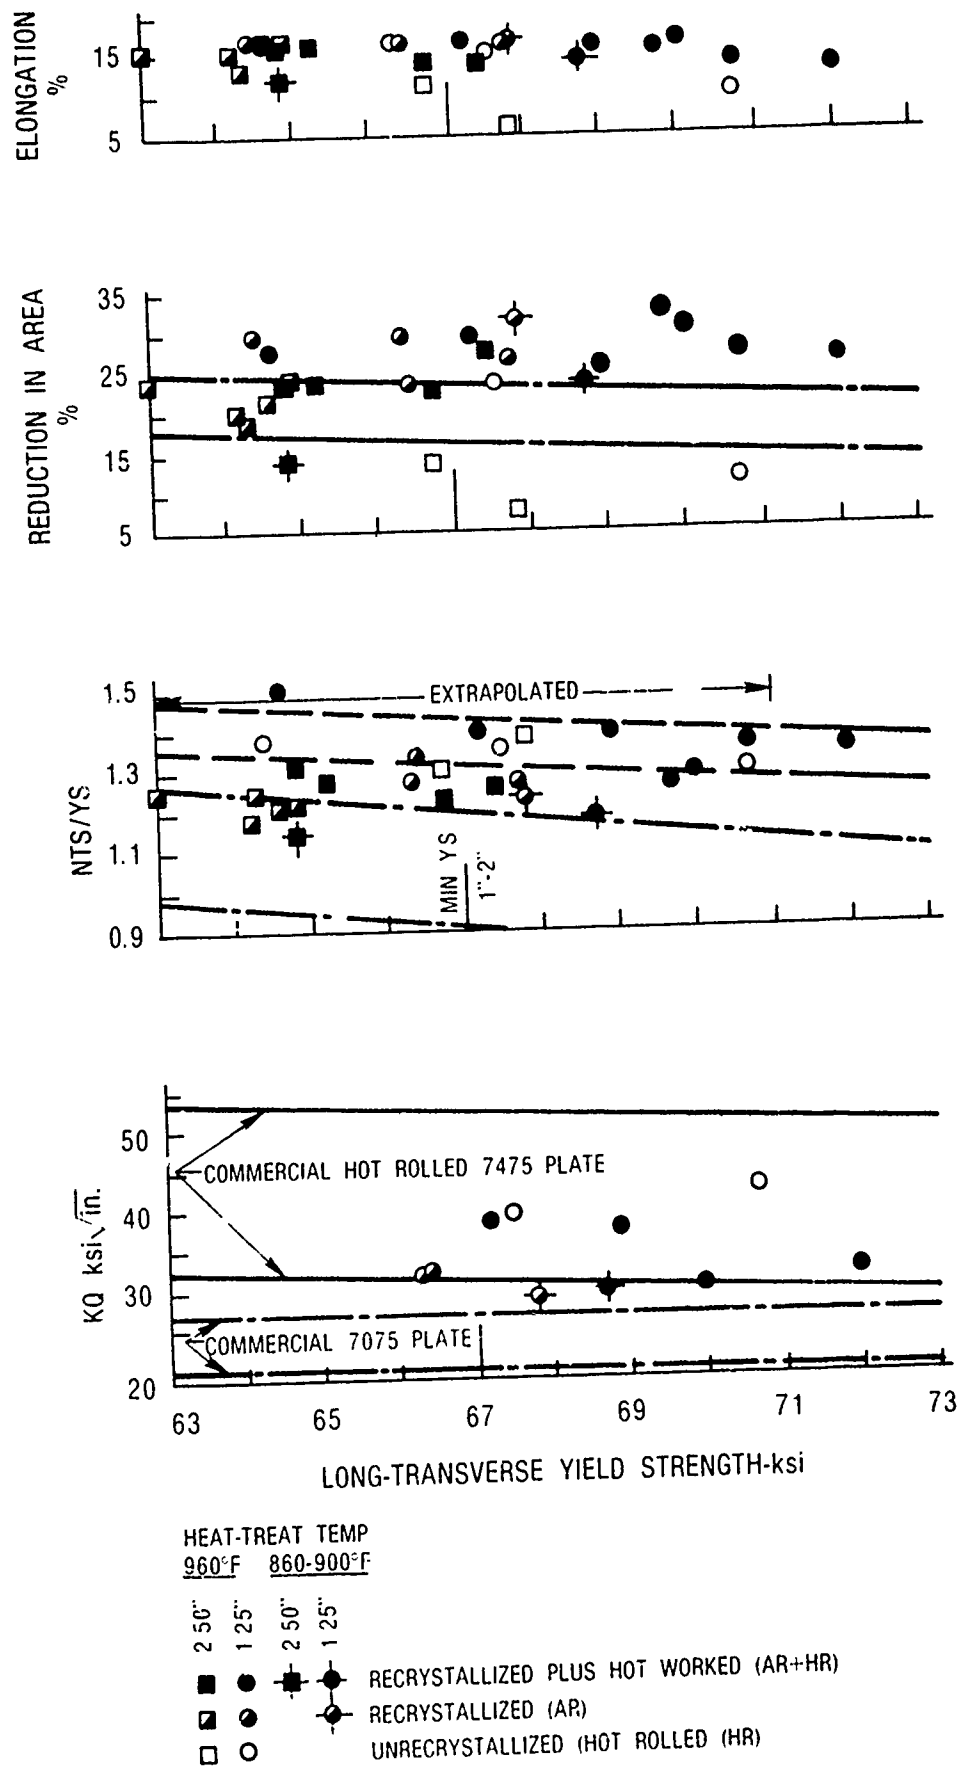 ELONGATION
%
15
5
REDUCTION IN AREA
%
35
25
15
5
NTS/YS
1.5
1.3
1.1
0.9
EXTRAPOLATED
MIN YS
1"-2"
KQ ksi√in.
50
40
30
20
COMMERCIAL HOT ROLLED 7475 PLATE
COMMERCIAL 7075 PLATE
63 65 67 69 71 73
LONG-TRANSVERSE YIELD STRENGTH-ksi
HEAT-TREAT TEMP
960°F 860-900°F
2 50" 1 25" 2 50" 1 25"
RECRYSTALLIZED PLUS HOT WORKED (AR+HR)
RECRYSTALLIZED (AR)
UNRECRYSTALLIZED (HOT ROLLED (HR)